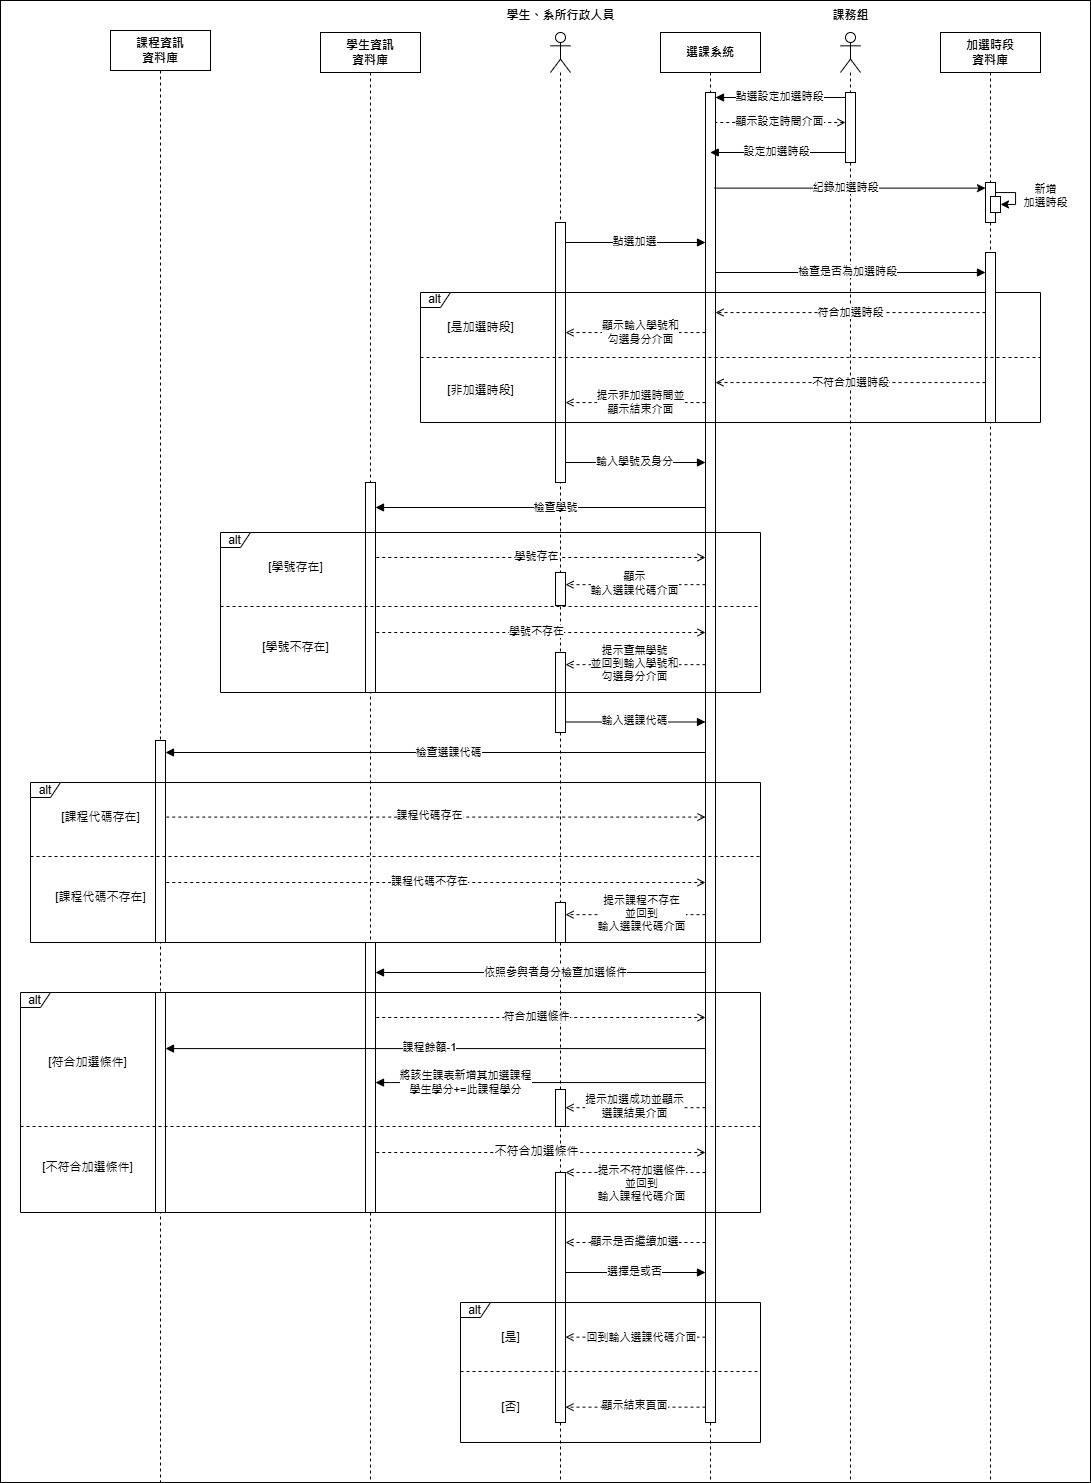 學生、系所行政人員
課務組
課程資訊
資料庫
學生資訊
資料庫
選課系統
加選時段
資料庫
點選設定加選時段
顯示設定時間介面
設定加選時段
紀錄加選時段
新增
加選時段
點選加選
檢查是否為加選時段
alt
[是加選時段]
符合加選時段
顯示輸入學號和
勾選身分介面
[非加選時段]
不符合加選時段
提示非加選時間並
顯示結束介面
輸入學號及身分
檢查學號
alt
[學號存在]
學號存在
顯示
輸入選課代碼介面
[學號不存在]
學號不存在
提示查無學號
並回到輸入學號和
勾選身分介面
輸入選課代碼
檢查選課代碼
alt
[課程代碼存在]
課程代碼存在
[課程代碼不存在]
課程代碼不存在
提示課程不存在
並回到
輸入選課代碼介面
依照參與者身分檢查加選條件
alt
[符合加選條件]
符合加選條件
課程餘額-1
將該生課表新增其加選課程
學生學分+=此課程學分
提示加選成功並顯示
選課結果介面
[不符合加選條件]
不符合加選條件
提示不符加選條件
並回到
輸入課程代碼介面
顯示是否繼續加選
選擇是或否
alt
[是]
回到輸入選課代碼介面
[否]
顯示結束頁面